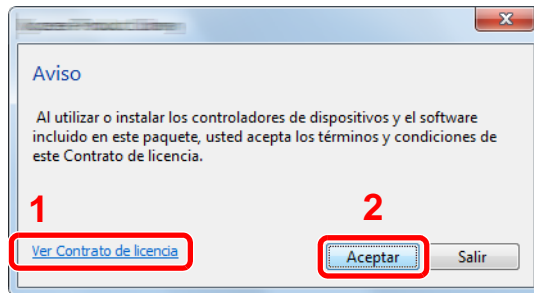 Aviso
Al utilizar o instalar los controladores de dispositivos y el software
incluido en este paquete, usted acepta los términos y condiciones de
este Contrato de licencia.
1
2
Ver Contrato de licencia
Aceptar
Salir